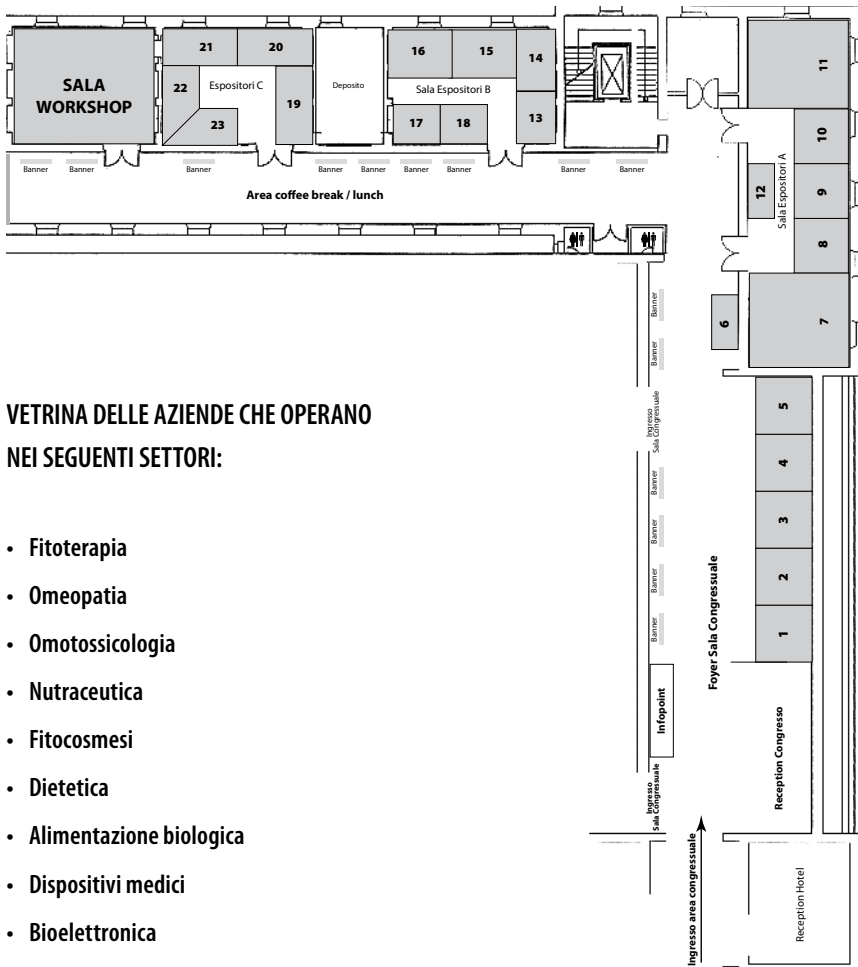 21
20
16
15
14
11
SALA
WORKSHOP
22
Espositori C
Deposito
Sala Espositori B
19
23
17
18
13
10
Sala Espositori A
12
9
8
Banner
Banner
Banner
Banner
Banner
Banner
Banner
Banner
Banner
Area coffee break / lunch
Banner
6
7
Banner
VETRINA DELLE AZIENDE CHE OPERANO
NEI SEGUENTI SETTORI:
Ingresso
Sala Congressuale
5
4
Banner
3
Banner
• Fitoterapia
• Omeopatia
• Omotossicologia
• Nutraceutica
• Fitocosmesi
• Dietetica
• Alimentazione biologica
• Dispositivi medici
• Bioelettronica
Banner
2
Banner
1
Foyer Sala Congressuale
Infopoint
Reception Congresso
Ingresso
Sala Congressuale
Ingresso area congressuale
Reception Hotel